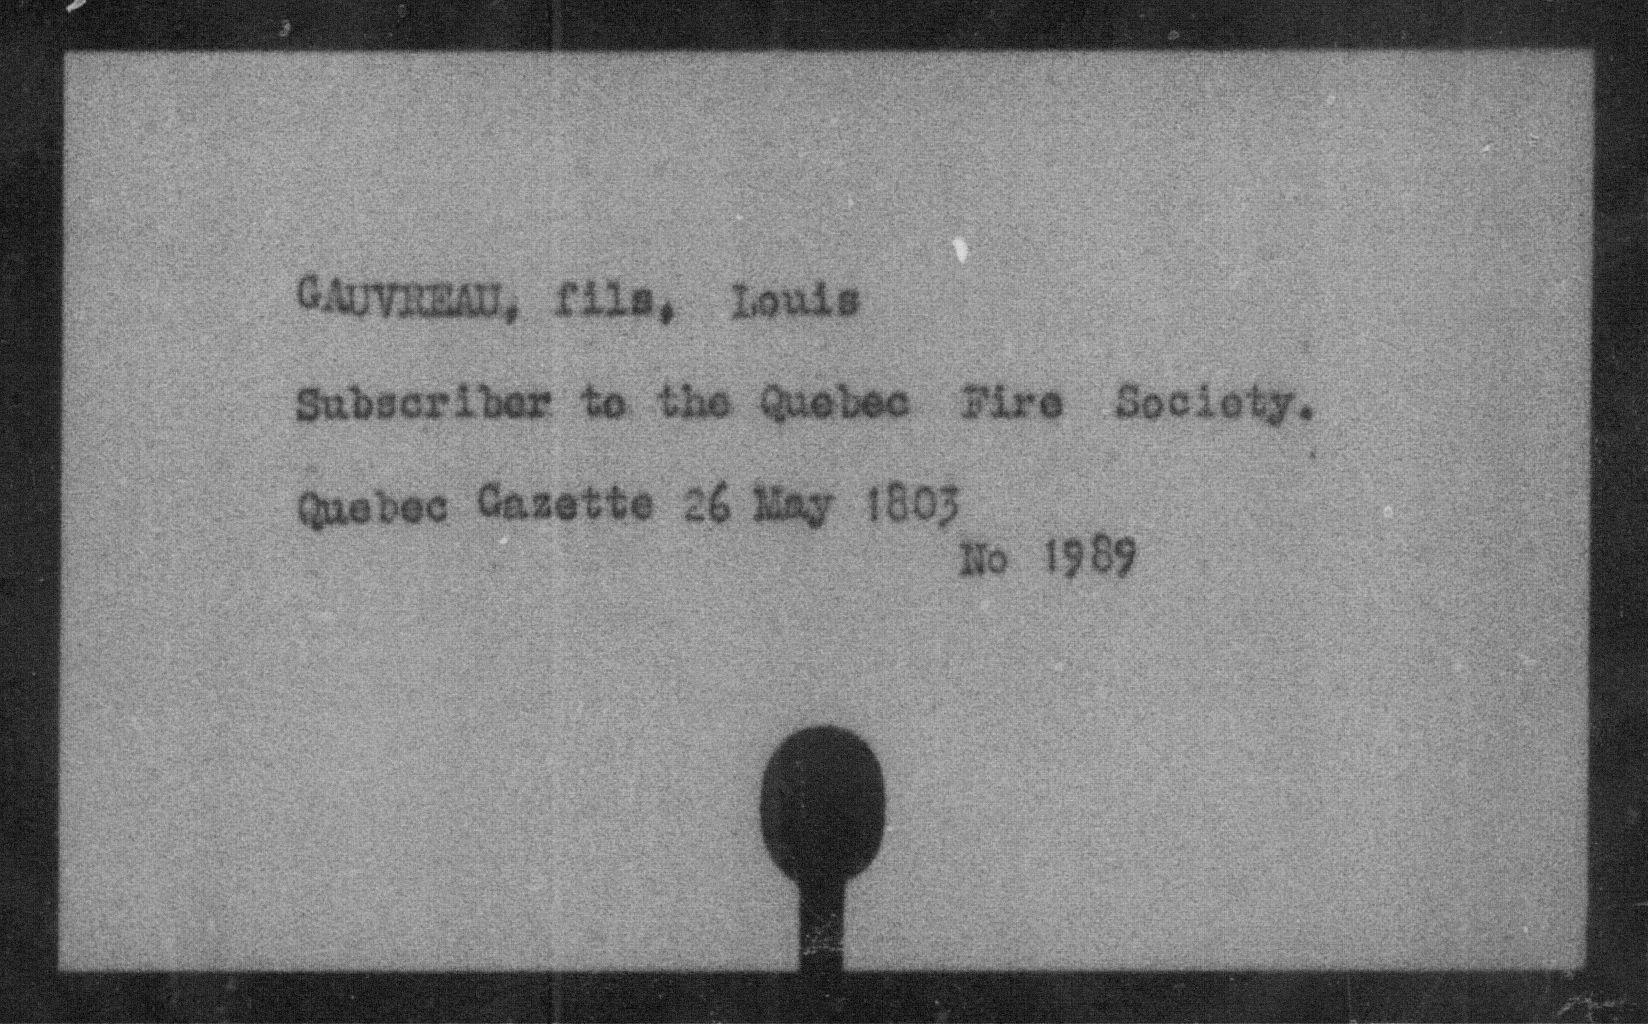 GAUVREAU, fils, Louis
Subscriber to the Quebec Fire Society.
Quebec Gazette 26 May 1803
No 1989